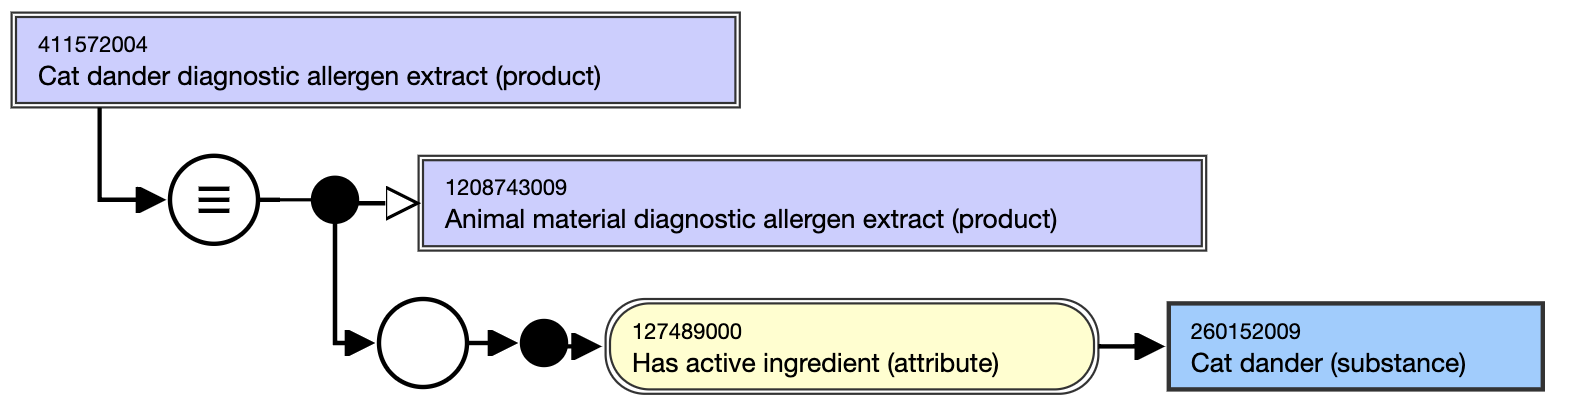 411572004
Cat dander diagnostic allergen extract (product)
≡
1208743009
Animal material diagnostic allergen extract (product)
127489000
Has active ingredient (attribute)
260152009
Cat dander (substance)